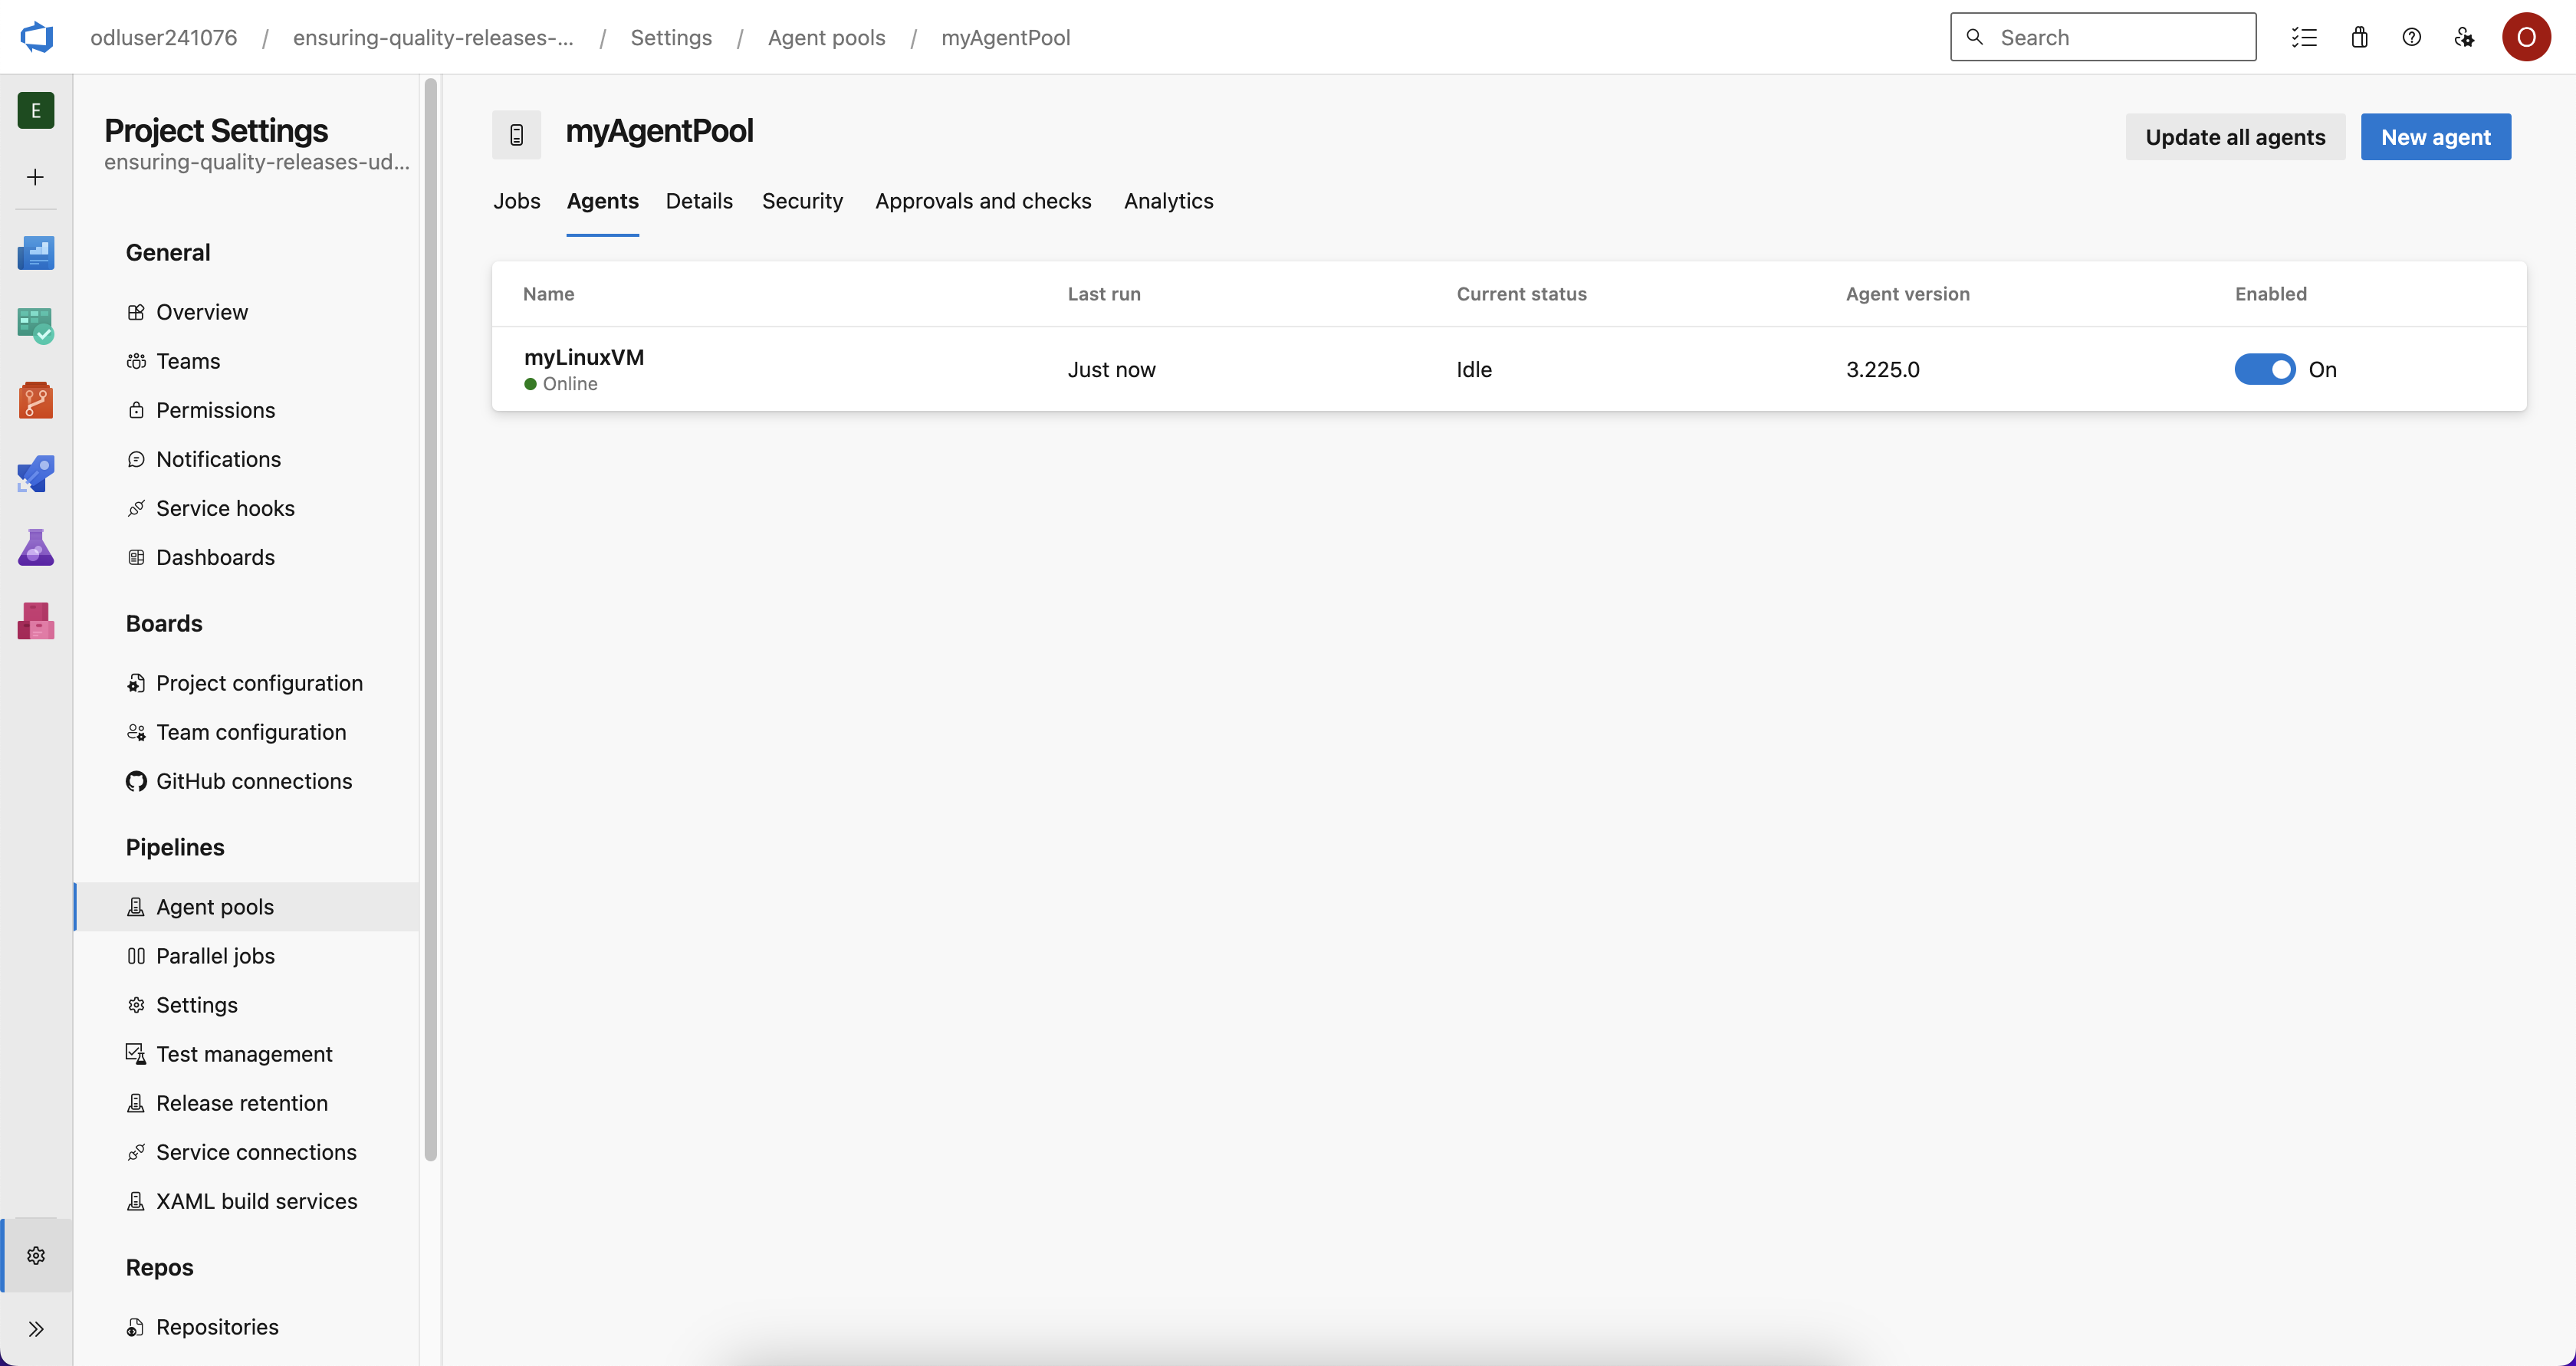 odluser241076 / ensuring-quality-releases-... / Settings / Agent pools / myAgentPool
Search
O
E
Project Settings
ensuring-quality-releases-ud...
General
Overview
Teams
Permissions
Notifications
Service hooks
Dashboards
Boards
Project configuration
Team configuration
GitHub connections
Pipelines
Agent pools
Parallel jobs
Settings
Test management
Release retention
Service connections
XAML build services
Repos
Repositories
myAgentPool
Update all agents
New agent
Jobs Agents Details Security Approvals and checks Analytics
Name Last run Current status Agent version Enabled
myLinuxVM
Online
Just now Idle 3.225.0 On